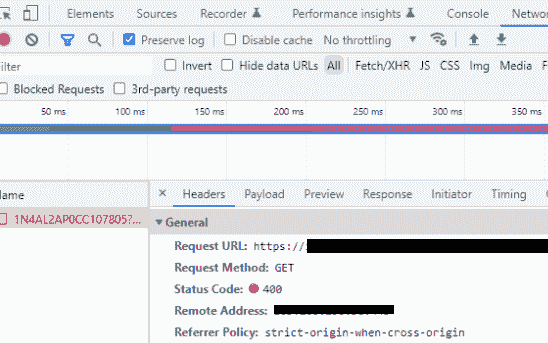 Elements Sources Recorder Performance insights Console
Preserve log Disable cache No throttling
Invert Hide data URLs All Fetch/XHR JS CSS Img Media
Blocked Requests 3rd-party requests
50 ms 100 ms 150 ms 200 ms 250 ms 300 ms 350 ms
× Headers Payload Preview Response Initiator Timing
1N4AL2AP0CC107805?...
General
Request URL: https://
Request Method: GET
Status Code: 400
Remote Address:
Referrer Policy: strict-origin-when-cross-origin